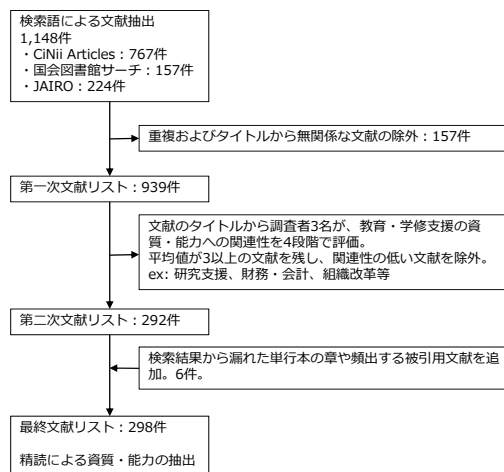 検索語による文献抽出
1,148件
・CiNii Articles：767件
・国会図書館サーチ：157件
・JAIRO：224件
重複およびタイトルから無関係な文献の除外：157件
第一次文献リスト：939件
文献のタイトルから調査者3名が、教育・学修支援の資
質・能力への関連性を4段階で評価。
平均値が3以上の文献を残し、関連性の低い文献を除外。
ex: 研究支援、財務・会計、組織改革等
第二次文献リスト：292件
検索結果から漏れた単行本の章や頻出する被引用文献を追
加。6件。
最終文献リスト：298件
精読による資質・能力の抽出